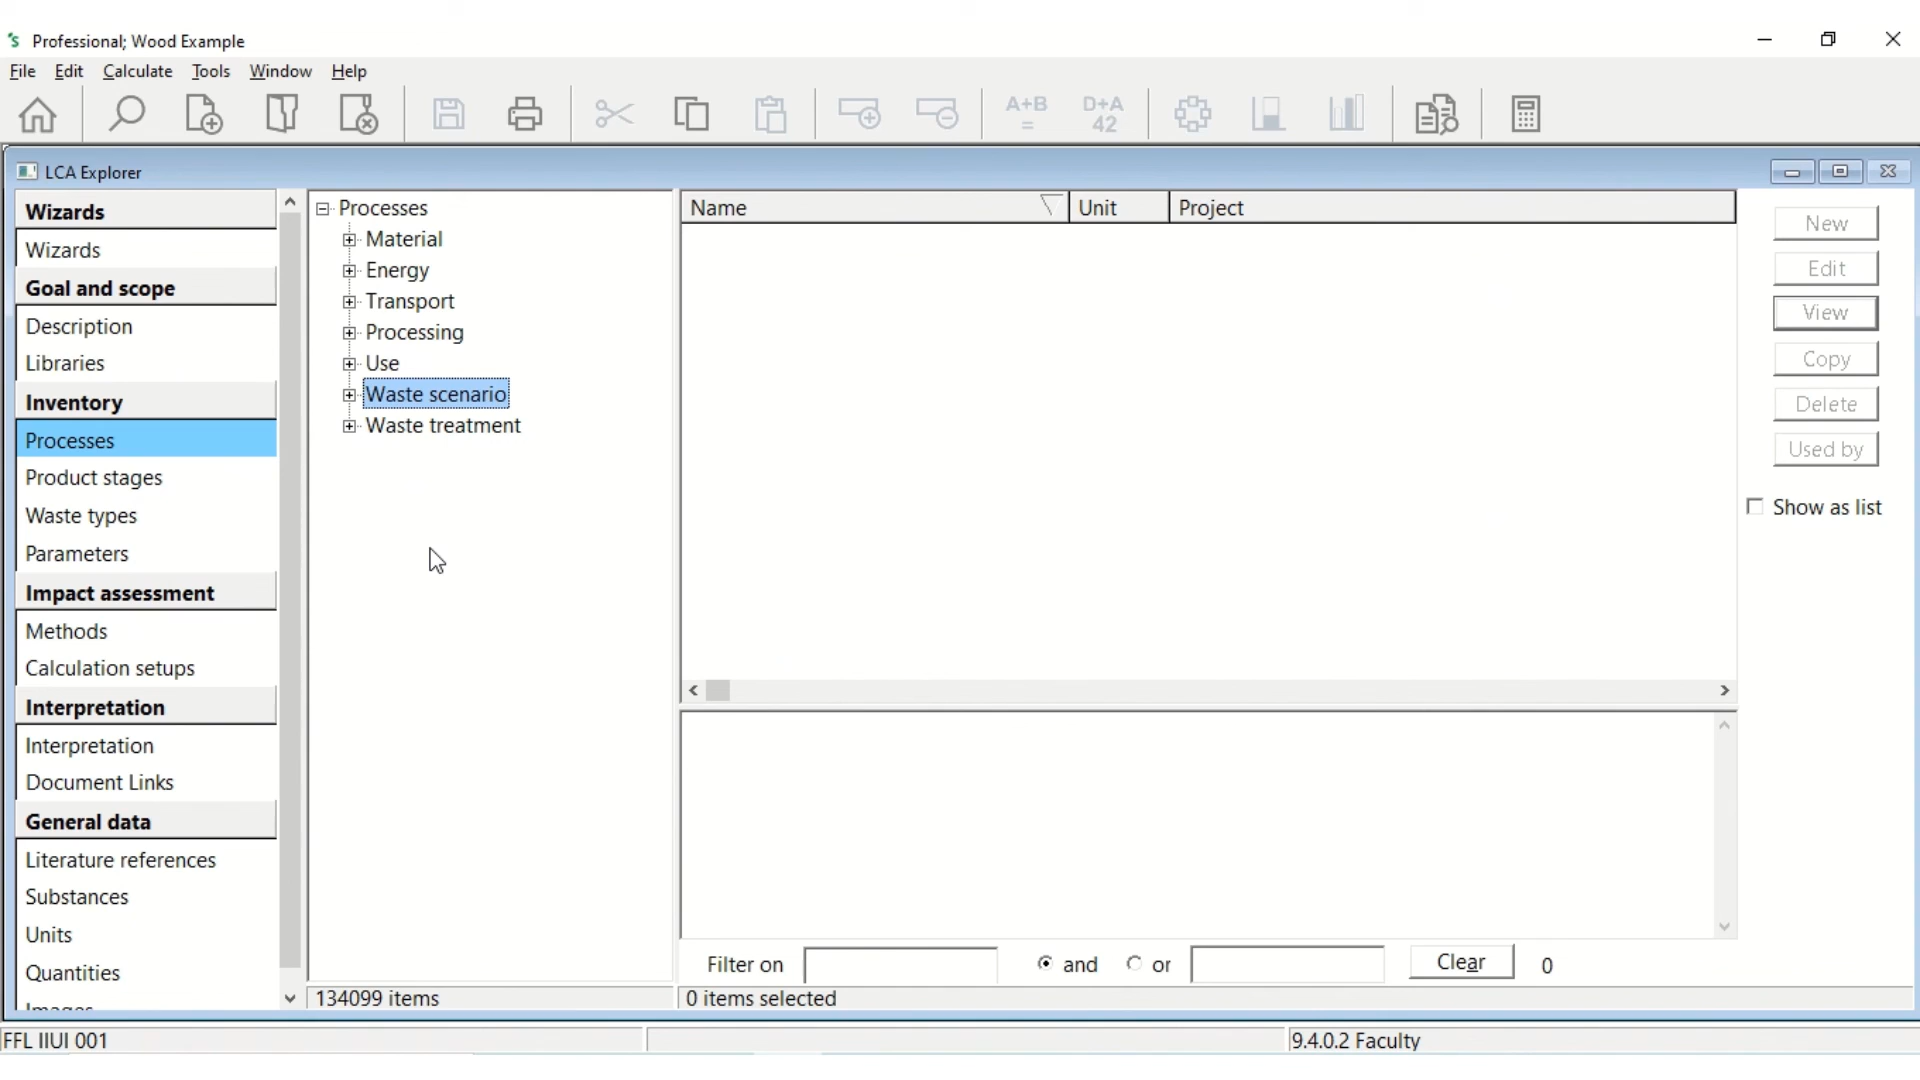 Professional; Wood Example
File Edit Calculate Tools Window Help
A+B
=
D+A
42
LCA Explorer
Wizards
Wizards
Goal and scope
Description
Libraries
Inventory
Processes
Product stages
Waste types
Parameters
Impact assessment
Methods
Calculation setups
Interpretation
Interpretation
Document Links
General data
Literature references
Substances
Units
Quantities
Images
Processes
Material
Energy
Transport
Processing
Use
Waste scenario
Waste treatment
134099 items
Name Unit Project
Filter on and or Clear 0
0 items selected
New
Edit
View
Copy
Delete
Used by
Show as list
FFL IIUI 001
9.4.0.2 Faculty